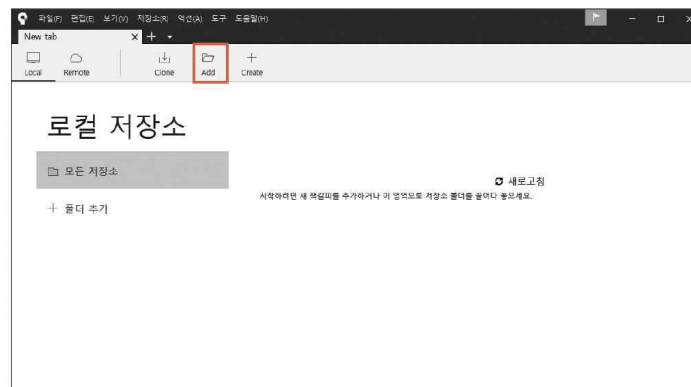 파일(F) 편집(E) 보기(V) 저장소(R) 액션(A) 도구 도움말(H)
New tab
Local Remote Clone Add Create
로컬 저장소
모든 저장소
새로고침
시작하려면 새 책갈피를 추가하거나 이 영역으로 저장소 폴더를 끌어다 놓으세요.
폴더 추가